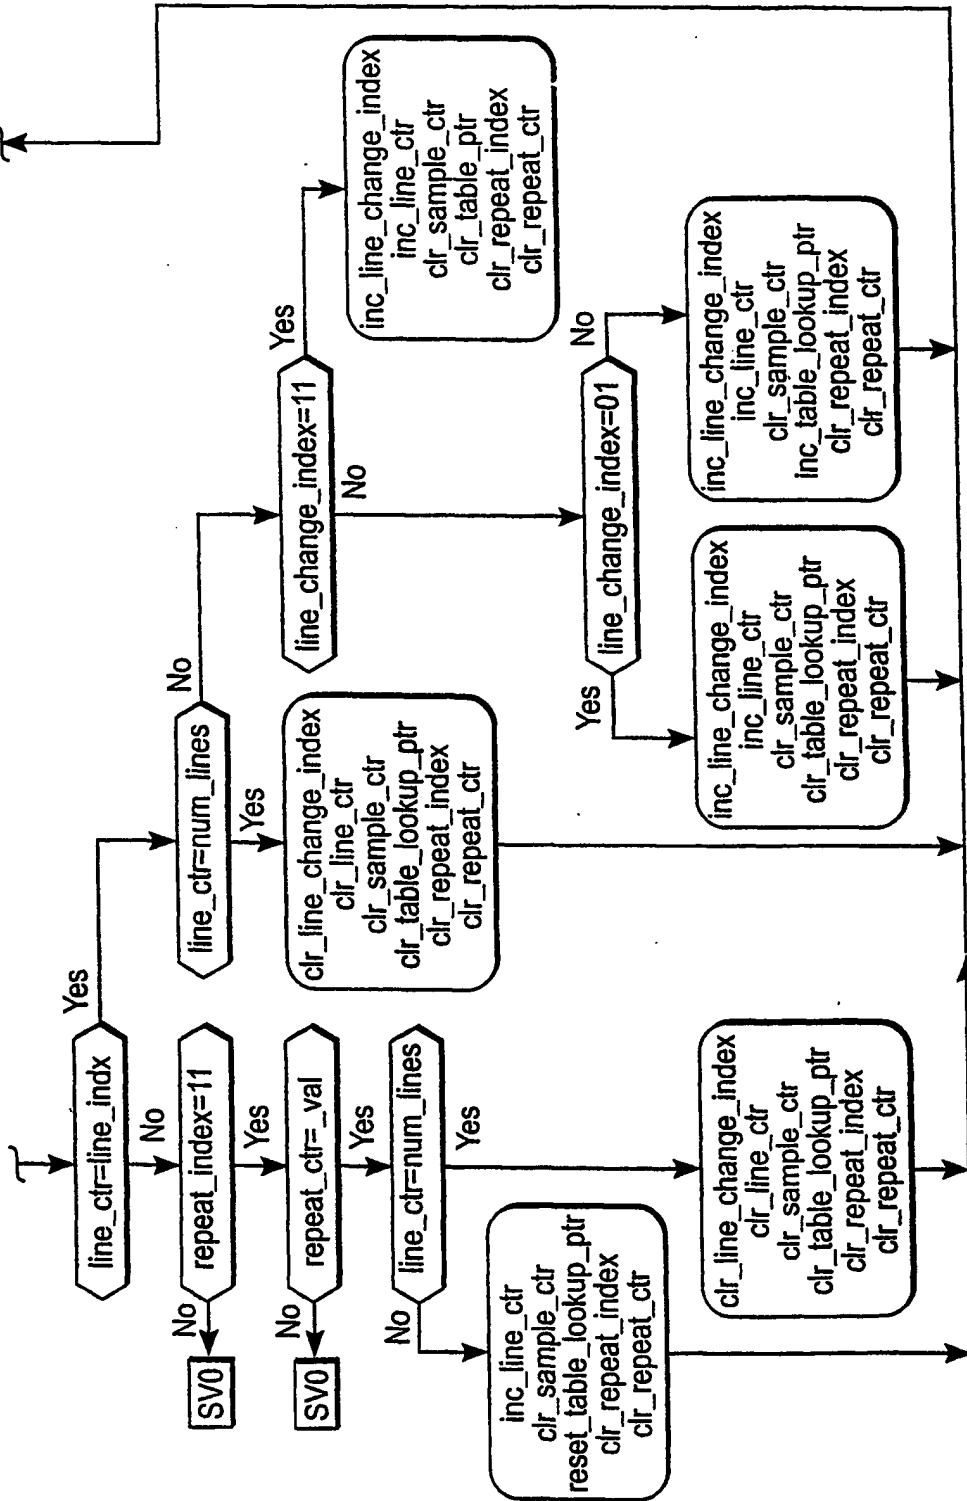 line_ctr=line_indx
Yes
No
repeat_index=11
No
SV0
Yes
repeat_ctr=_val
No
SV0
Yes
line_ctr=num_lines
No
Yes
inc_line_ctr
clr_sample_ctr
reset_table_lookup_ptr
clr_repeat_index
clr_repeat_ctr
clr_line_change_index
clr_line_ctr
clr_sample_ctr
clr_table_lookup_ptr
clr_repeat_index
clr_repeat_ctr
line_ctr=num_lines
No
Yes
clr_line_change_index
clr_line_ctr
clr_sample_ctr
clr_table_lookup_ptr
clr_repeat_index
clr_repeat_ctr
line_change_index=11
Yes
No
inc_line_change_index
inc_line_ctr
clr_sample_ctr
clr_table_ptr
clr_repeat_index
clr_repeat_ctr
line_change_index=01
Yes
No
inc_line_change_index
inc_line_ctr
clr_sample_ctr
clr_table_lookup_ptr
clr_repeat_index
clr_repeat_ctr
inc_line_change_index
inc_line_ctr
clr_sample_ctr
inc_table_lookup_ptr
clr_repeat_index
clr_repeat_ctr